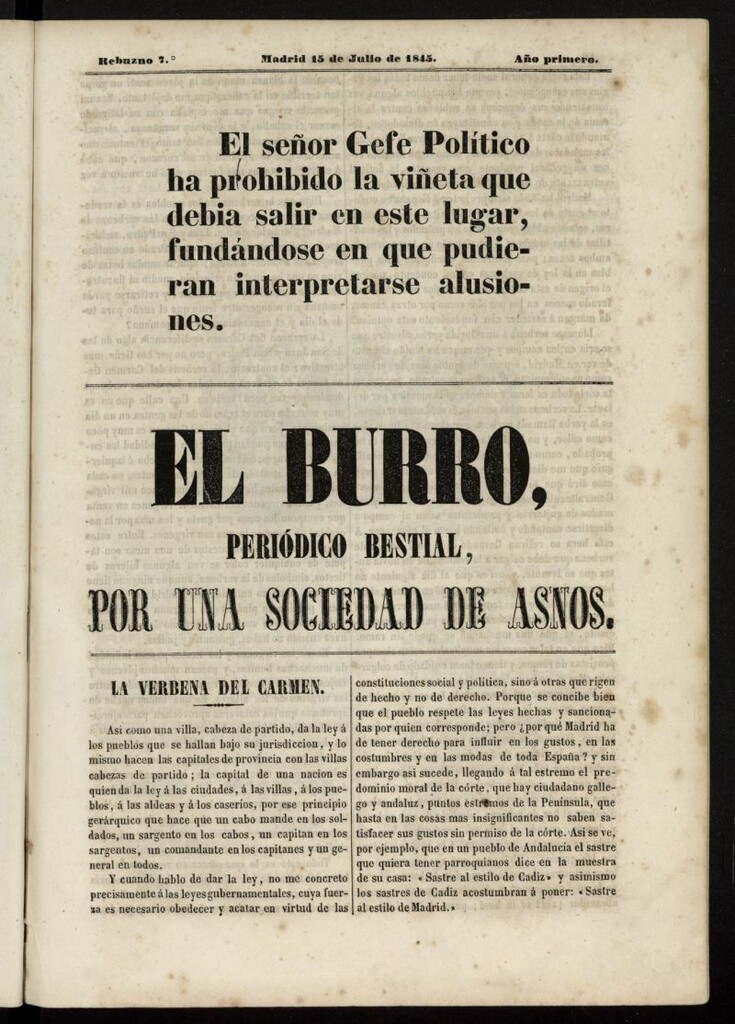 Rebuzno 7.º
Madrid 15 de Julio de 1845.
Año primero.
El señor Gefe Político
ha prohibido la viñeta que
debia salir en este lugar,
fundándose en que pudie-
ran interpretarse alusio-
nes.
EL BURRO,
PERIÓDICO BESTIAL,
POR UNA SOCIEDAD DE ASNOS.
LA VERBENA DEL CARMEN.
Asi como una villa, cabeza de partido, da la ley á
los pueblos que se hallan bajo su jurisdiccion, y lo
mismo hacen las capitales de provincia con las villas
cabezas de partido; la capital de una nacion es
quien da la ley á las ciudades, á las villas, á los pue-
blos, á las aldeas y á los caseríos, por ese principio
gerárquico que hace que un cabo mande en los sol-
dados, un sargento en los cabos, un capitan en los
sargentos, un comandante en los capitanes y un ge-
neral en todos.
Y cuando hablo de dar la ley, no me concreto
precisamente á las leyes gubernamentales, cuya fuer-
za es necesario obedecer y acatar en virtud de las
constituciones social y política, sinó á otras que rigen
de hecho y no de derecho. Porque se concibe bien
que el pueblo respete las leyes hechas y sanciona-
das por quien corresponde; pero ¿por qué Madrid ha
de tener derecho para influir en los gustos, en las
costumbres y en las modas de toda España? y sin
embargo asi sucede, llegando á tal estremo el pre-
dominio moral de la córte, que hay ciudadano galle-
go y andaluz, puntos estremos de la Península, que
hasta en las cosas mas insignificantes no saben sa-
tisfacer sus gustos sin permiso de la córte. Asi se ve,
por ejemplo, que en un pueblo de Andalucía el sastre
que quiera tener parroquianos dice en la muestra
de su casa: «Sastre al estilo de Cadiz» y asimismo
los sastres de Cadiz acostumbran á poner: «Sastre
al estilo de Madrid.»